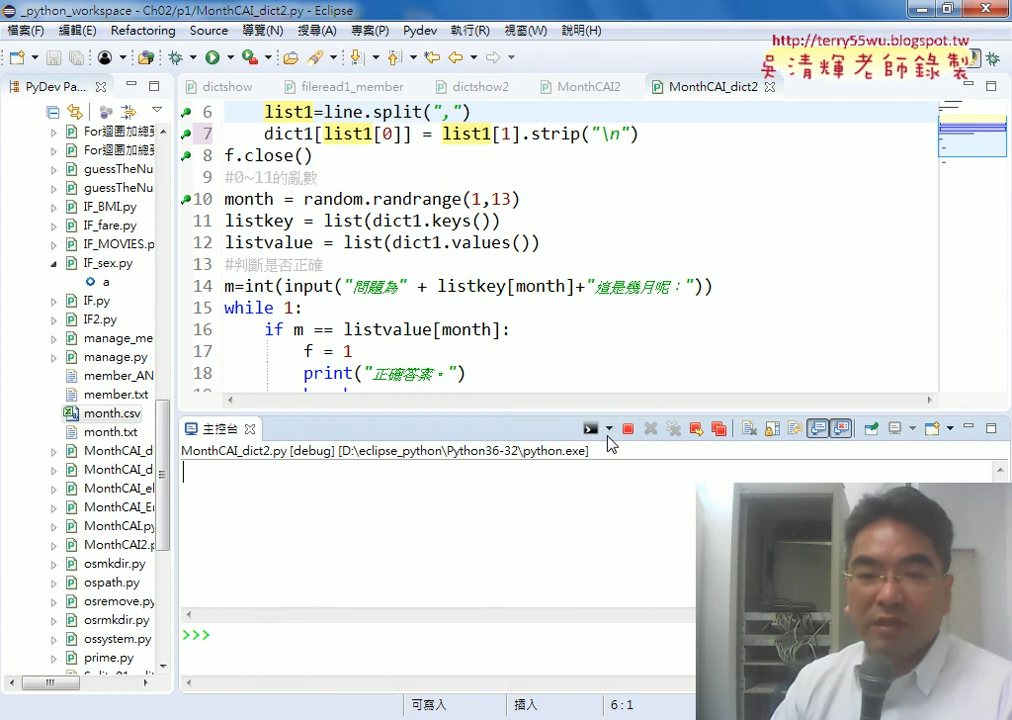 _python_workspace - Ch02/p1/MonthCAI_dict2.py - Eclipse
檔案(F) 編輯(E) Refactoring Source 導覽(N) 搜尋(A) 專案(P) Pydev 執行(R) 視窗(W) 說明(H)
http://terry55wu.blogspot.tw
吳清輝老師錄製
PyDev Pa...
dictshow fileread1_member dictshow2 MonthCAI2 MonthCAI_dict2
For迴圈加總
For迴圈加總
guessTheNu
guessTheNu
IF_BMI.py
IF_fare.py
IF_MOVIES.p
IF_sex.py
a
IF.py
IF2.py
manage_me
manage.py
member_AN
member.txt
month.csv
month.txt
MonthCAI_d
MonthCAI_d
MonthCAI_el
MonthCAI_Er
MonthCAI.py
MonthCAI2.p
osmkdir.py
ospath.py
osremove.py
osrmkdir.py
ossystem.py
prime.py
6 list1=line.split(",")
7 dict1[list1[0]] = list1[1].strip("\n")
8 f.close()
9 #0~11的亂數
10 month = random.randrange(1,13)
11 listkey = list(dict1.keys())
12 listvalue = list(dict1.values())
13 #判斷是否正確
14 m=int(input("問題為" + listkey[month]+"這是幾月呢："))
15 while 1:
16 if m == listvalue[month]:
17 f = 1
18 print("正確答案。")
主控台
MonthCAI_dict2.py [debug] [D:\eclipse_python\Python36-32\python.exe]
>>>
可寫入 插入 6 : 1